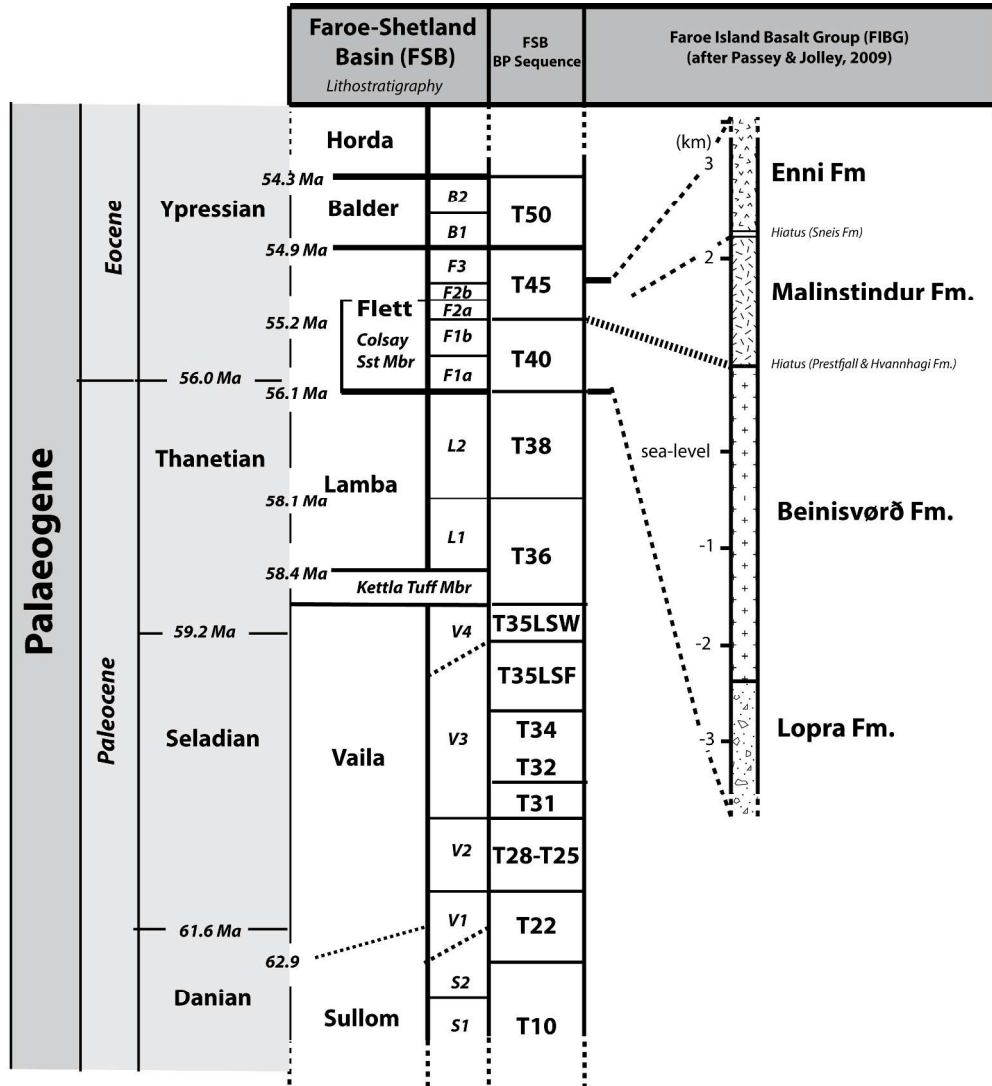 Faroe-Shetland
Basin (FSB)
Lithostratigraphy
FSB
BP Sequence
Faroe Island Basalt Group (FIBG)
(after Passey & Jolley, 2009)
Palaeogene
Eocene
Paleocene
Ypressian
56.0 Ma
Thanetian
59.2 Ma
Seladian
61.6 Ma
Danian
54.3 Ma
54.9 Ma
55.2 Ma
56.1 Ma
58.1 Ma
58.4 Ma
62.9
Horda
Balder
Flett
Colsay
Sst Mbr
Lamba
Kettla Tuff Mbr
Vaila
Sullom
B2
B1
F3
F2b
F2a
F1b
F1a
L2
L1
V4
V3
V2
V1
S2
S1
T50
T45
T40
T38
T36
T35LSW
T35LSF
T34
T32
T31
T28-T25
T22
T10
(km)
3
2
sea-level
-1
-2
-3
Enni Fm
Hiatus (Sneis Fm)
Malinstindur Fm.
Hiatus (Prestfjall & Hvannhagi Fm.)
Beinisvørð Fm.
Lopra Fm.